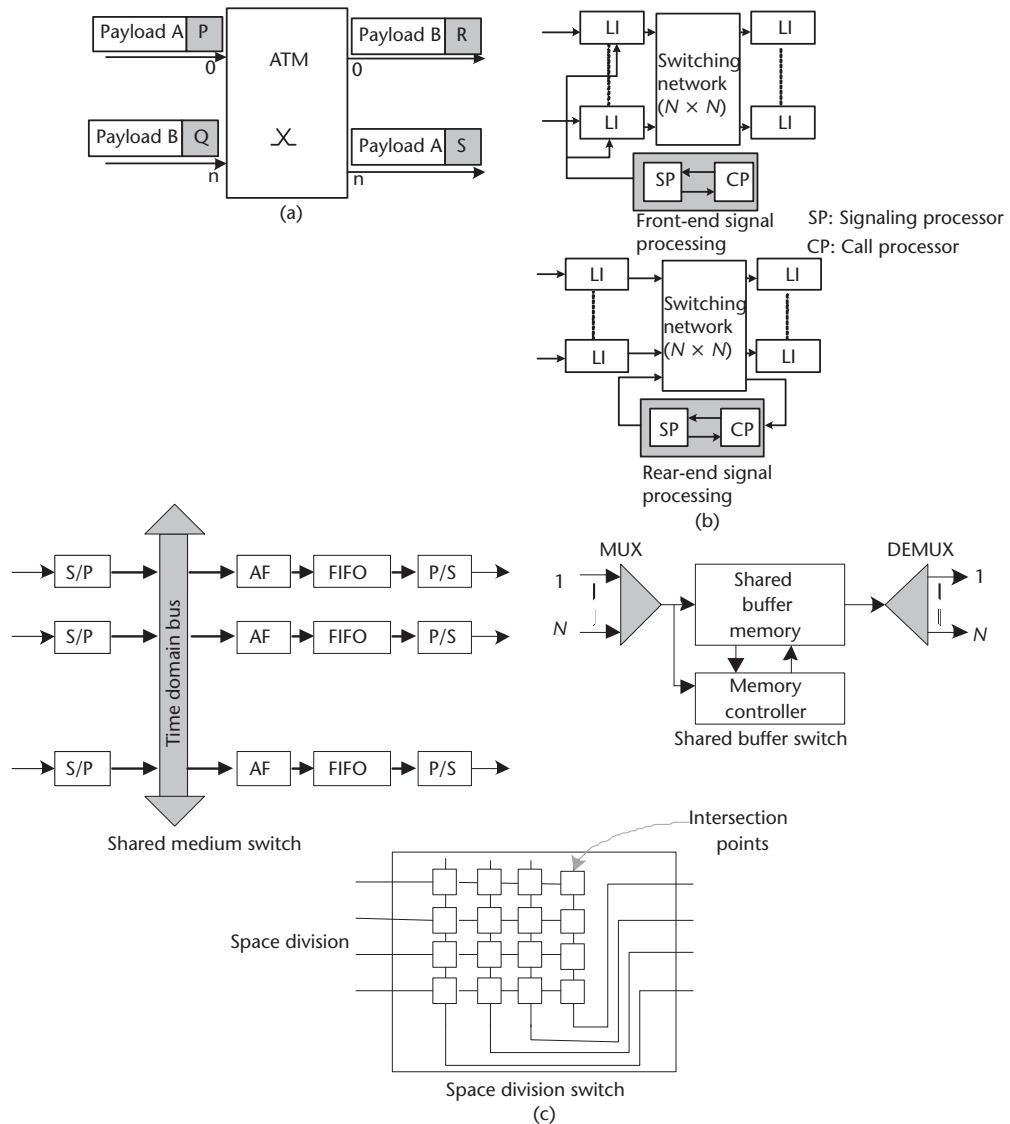 Payload A P
0
Payload B Q
n
ATM
Payload B R
0
Payload A S
n
(a)
LI
LI
Switching
network
(N × N)
LI
LI
SP
CP
Front-end signal
processing
SP: Signaling processor
CP: Call processor
LI
LI
Switching
network
(N × N)
LI
LI
SP
CP
Rear-end signal
processing
(b)
Time domain bus
S/P
AF
FIFO
P/S
S/P
AF
FIFO
P/S
S/P
AF
FIFO
P/S
Shared medium switch
MUX
1
N
Shared
buffer
memory
Memory
controller
DEMUX
1
N
Shared buffer switch
Intersection
points
Space division
Space division switch
(c)